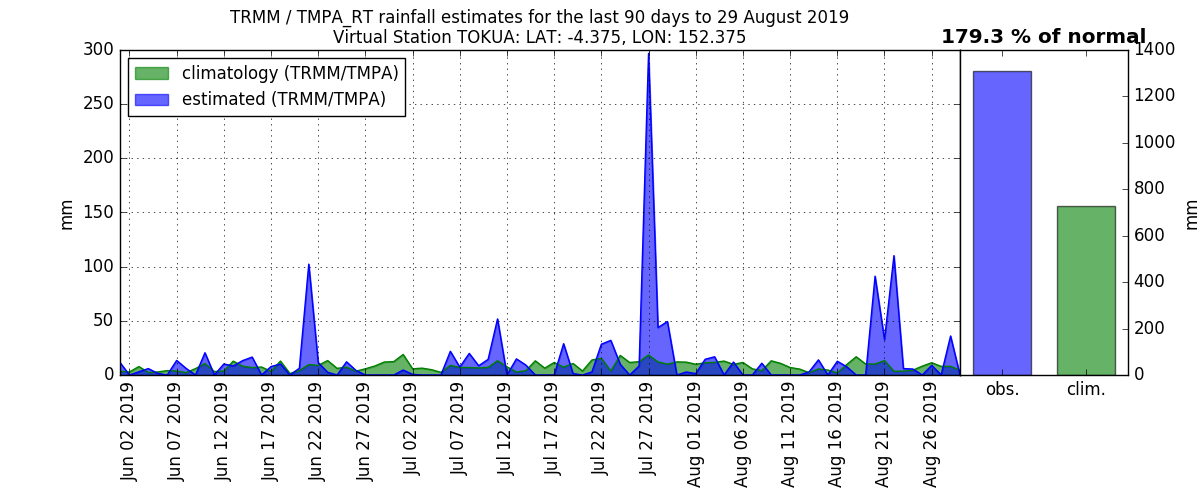 TRMM / TMPA_RT rainfall estimates for the last 90 days to 29 August 2019
Virtual Station TOKUA: LAT: -4.375, LON: 152.375
179.3 % of normal
climatology (TRMM/TMPA)
estimated (TRMM/TMPA)
300
250
200
150
100
50
0
mm
Jun 02 2019
Jun 07 2019
Jun 12 2019
Jun 17 2019
Jun 22 2019
Jun 27 2019
Jul 02 2019
Jul 07 2019
Jul 12 2019
Jul 17 2019
Jul 22 2019
Jul 27 2019
Aug 01 2019
Aug 06 2019
Aug 11 2019
Aug 16 2019
Aug 21 2019
Aug 26 2019
1400
1200
1000
800
600
400
200
0
mm
obs.
clim.